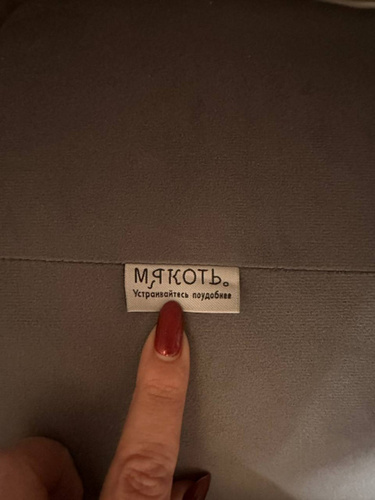 МЯКОТЬ.
Устраивайтесь поудобнее